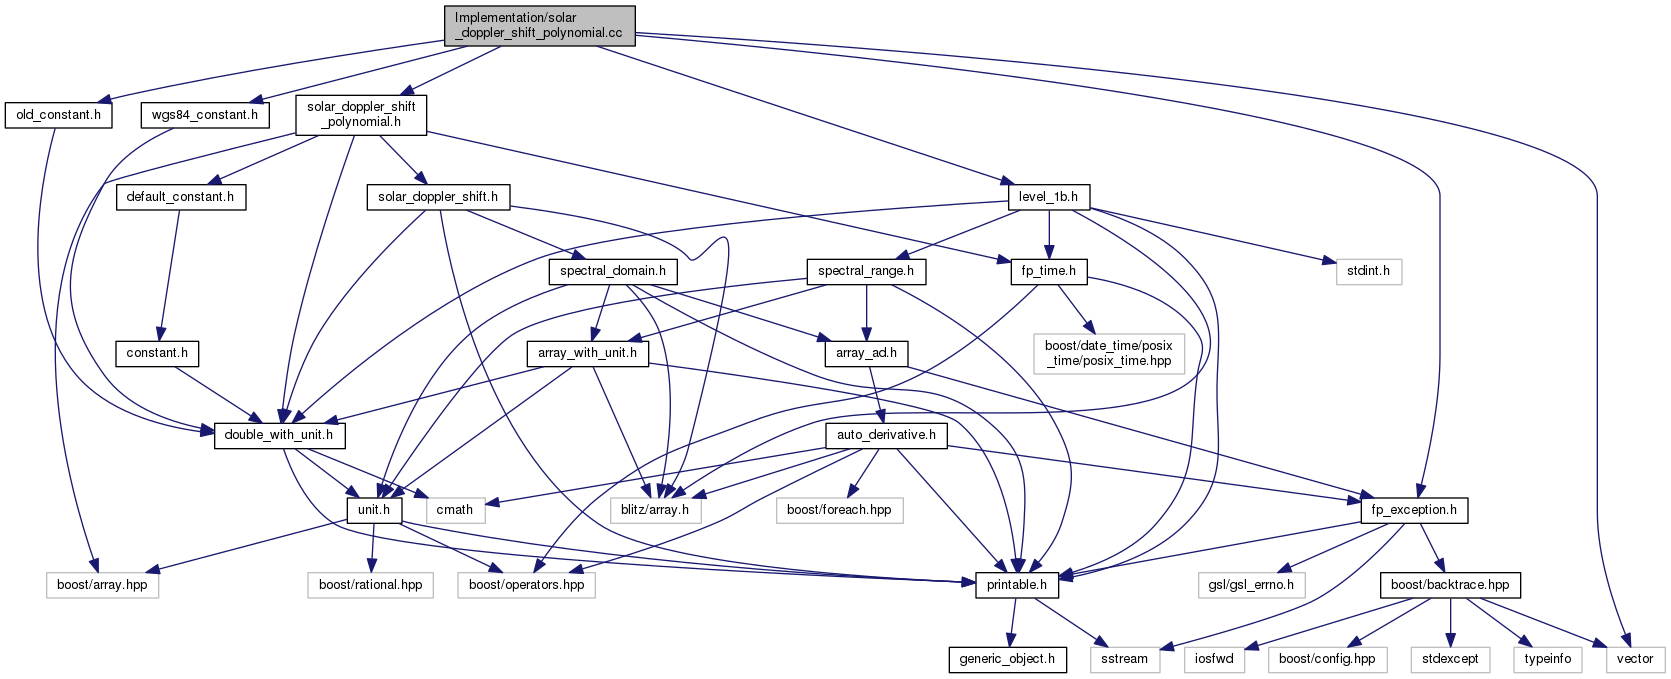 Implementation/solar
_doppler_shift_polynomial.cc
old_constant.h
wgs84_constant.h
solar_doppler_shift
_polynomial.h
default_constant.h
solar_doppler_shift.h
level_1b.h
spectral_domain.h
spectral_range.h
fp_time.h
stdint.h
constant.h
array_with_unit.h
array_ad.h
boost/date_time/posix
_time/posix_time.hpp
double_with_unit.h
auto_derivative.h
unit.h
cmath
blitz/array.h
boost/foreach.hpp
fp_exception.h
boost/array.hpp
boost/rational.hpp
boost/operators.hpp
printable.h
gsl/gsl_errno.h
boost/backtrace.hpp
generic_object.h
sstream
iosfwd
boost/config.hpp
stdexcept
typeinfo
vector